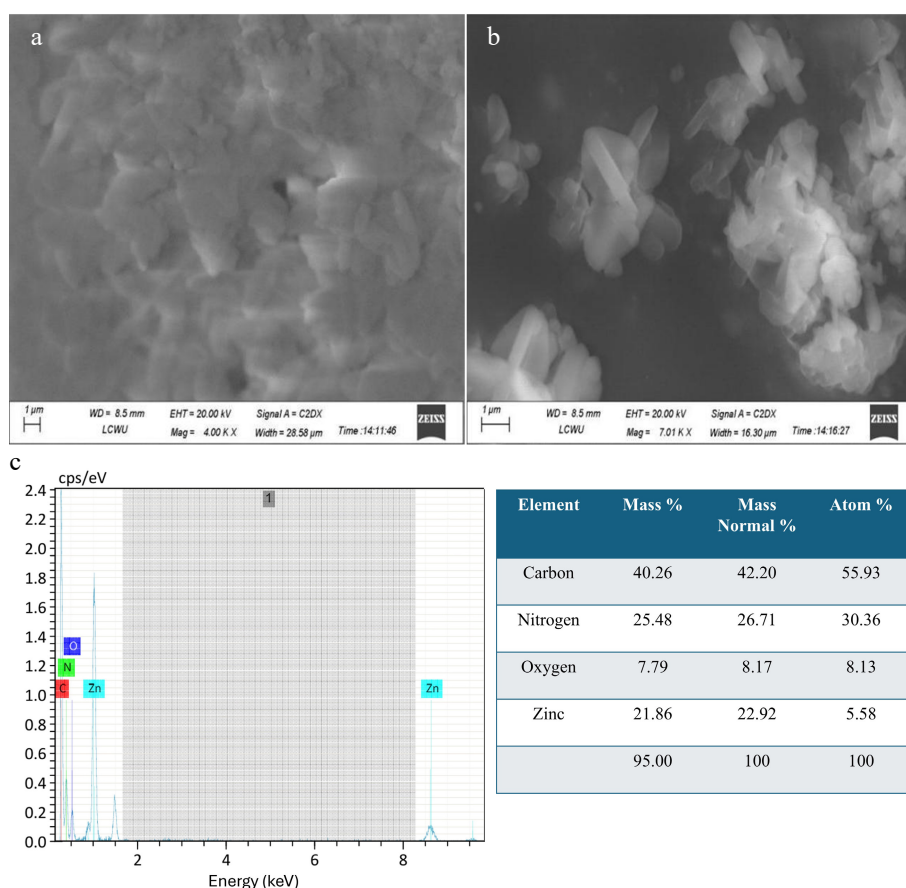 a
1 µm
WD = 8.5 mm EHT = 20.00 kV Signal A = C2DX
LCWU Mag = 4.00 K X Width = 28.58 µm Time :14:11:46
ZEISS
b
1 µm
WD = 8.5 mm EHT = 20.00 kV Signal A = C2DX
LCWU Mag = 7.01 K X Width = 16.30 µm Time :14:16:27
ZEISS
c
cps/eV
2.4
2.2
2.0
1.8
1.6
1.4
1.2
1.0
0.8
0.6
0.4
0.2
0.0
1
O
N
C
Zn
Zn
2 4 6 8
Energy (keV)
Element Mass % Mass Normal % Atom %
Carbon 40.26 42.20 55.93
Nitrogen 25.48 26.71 30.36
Oxygen 7.79 8.17 8.13
Zinc 21.86 22.92 5.58
95.00 100 100